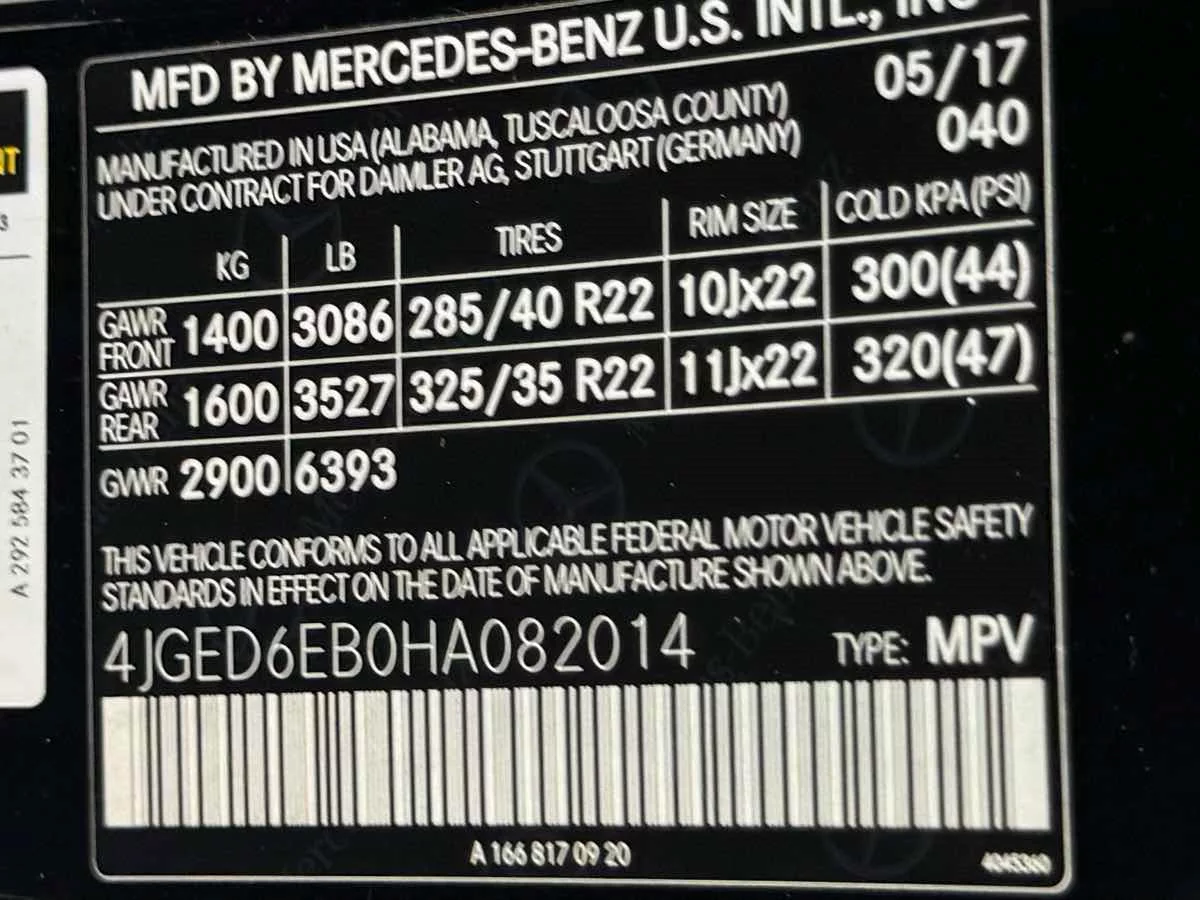 MFD BY MERCEDES-BENZ U.S. INTL., INC
05/17
MANUFACTURED IN USA (ALABAMA, TUSCALOOSA COUNTY)
040
UNDER CONTRACT FOR DAIMLER AG, STUTTGART (GERMANY)
KG LB TIRES RIM SIZE COLD KPA (PSI)
GAWR FRONT 1400 3086 285/40 R22 10Jx22 300(44)
GAWR REAR 1600 3527 325/35 R22 11Jx22 320(47)
GVWR 2900 6393
THIS VEHICLE CONFORMS TO ALL APPLICABLE FEDERAL MOTOR VEHICLE SAFETY
STANDARDS IN EFFECT ON THE DATE OF MANUFACTURE SHOWN ABOVE.
4JGED6EB0HA082014 TYPE: MPV
A 166 817 09 20
4045360
A 292 584 37 01
3